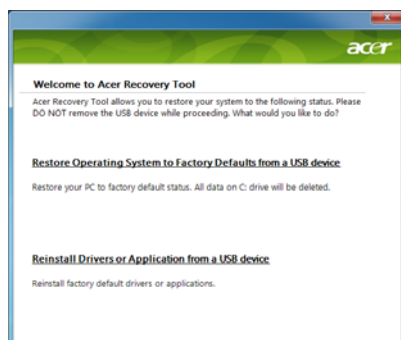 acer
Welcome to Acer Recovery Tool
Acer Recovery Tool allows you to restore your system to the following status. Please
DO NOT remove the USB device while proceeding. What would you like to do?
Restore Operating System to Factory Defaults from a USB device
Restore your PC to factory default status. All data on C: drive will be deleted.
Reinstall Drivers or Application from a USB device
Reinstall factory default drivers or applications.